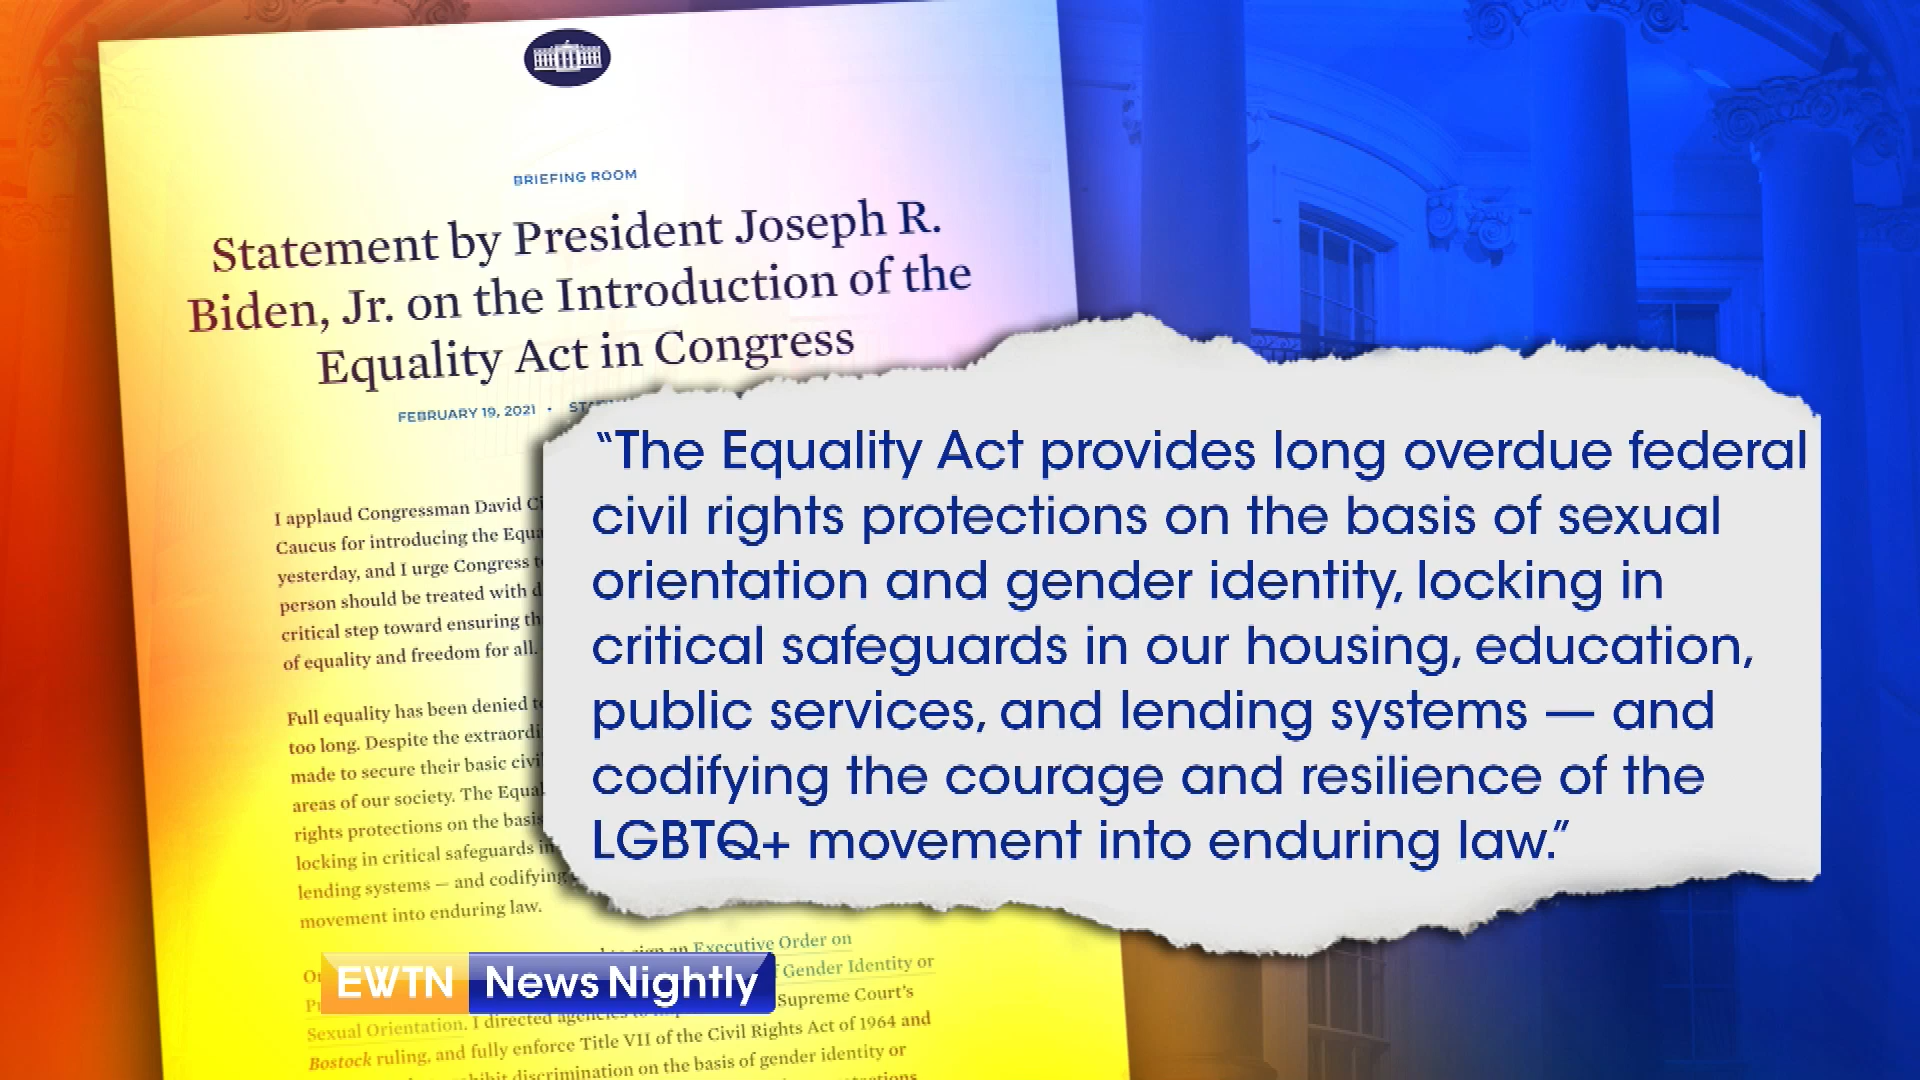 BRIEFING ROOM
Statement by President Joseph R.
Biden, Jr. on the Introduction of the
Equality Act in Congress
FEBRUARY 19, 2021 •
I applaud Congressman David
Caucus for introducing the
yesterday, and I urge Congress
person should be treated with
critical step toward ensuring
of equality and freedom for all.
Full equality has been denied
too long. Despite the
made to secure their basic
areas of our society. The
rights protections on the basis
locking in critical safeguards in
lending systems — and codifying
movement into enduring law.
“The Equality Act provides long overdue federal
civil rights protections on the basis of sexual
orientation and gender identity, locking in
critical safeguards in our housing, education,
public services, and lending systems — and
codifying the courage and resilience of the
LGBTQ+ movement into enduring law.”
sign an Executive Order on
Gender Identity or
Supreme Court’s
Sexual Orientation. I directed agencies
Bostock ruling, and fully enforce Title VII of the Civil Rights Act of 1964 and
discrimination on the basis of gender identity or
EWTN News Nightly